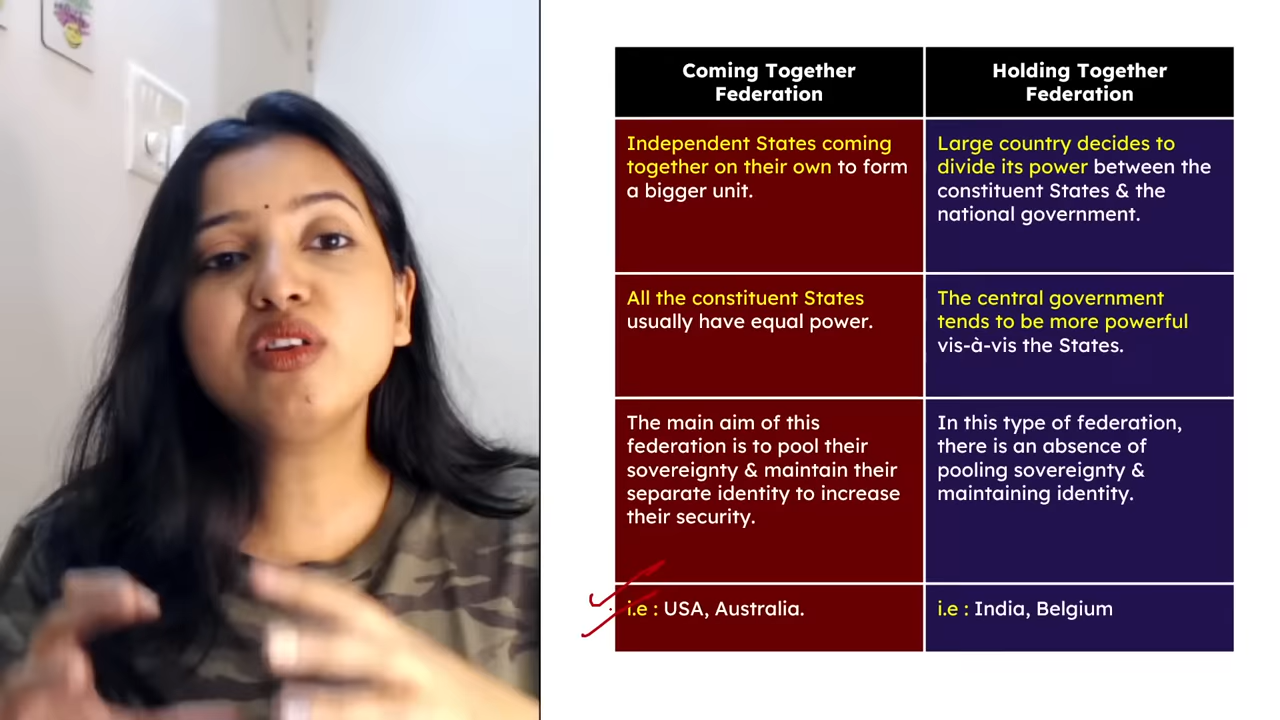 Coming Together
Federation
Holding Together
Federation
Independent States coming
together on their own to form
a bigger unit.
Large country decides to
divide its power between the
constituent States & the
national government.
All the constituent States
usually have equal power.
The central government
tends to be more powerful
vis-à-vis the States.
The main aim of this
federation is to pool their
sovereignty & maintain their
separate identity to increase
their security.
In this type of federation,
there is an absence of
pooling sovereignty &
maintaining identity.
i.e : USA, Australia.
i.e : India, Belgium